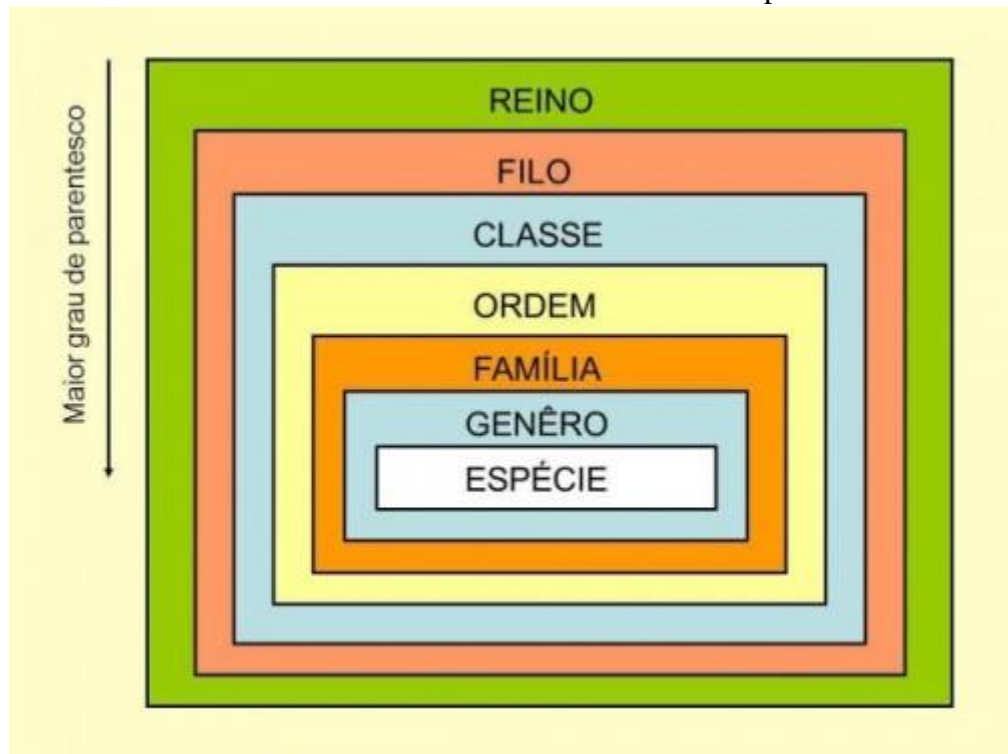 Maior grau de parentesco
REINO
FILO
CLASSE
ORDEM
FAMÍLIA
GENÊRO
ESPÉCIE